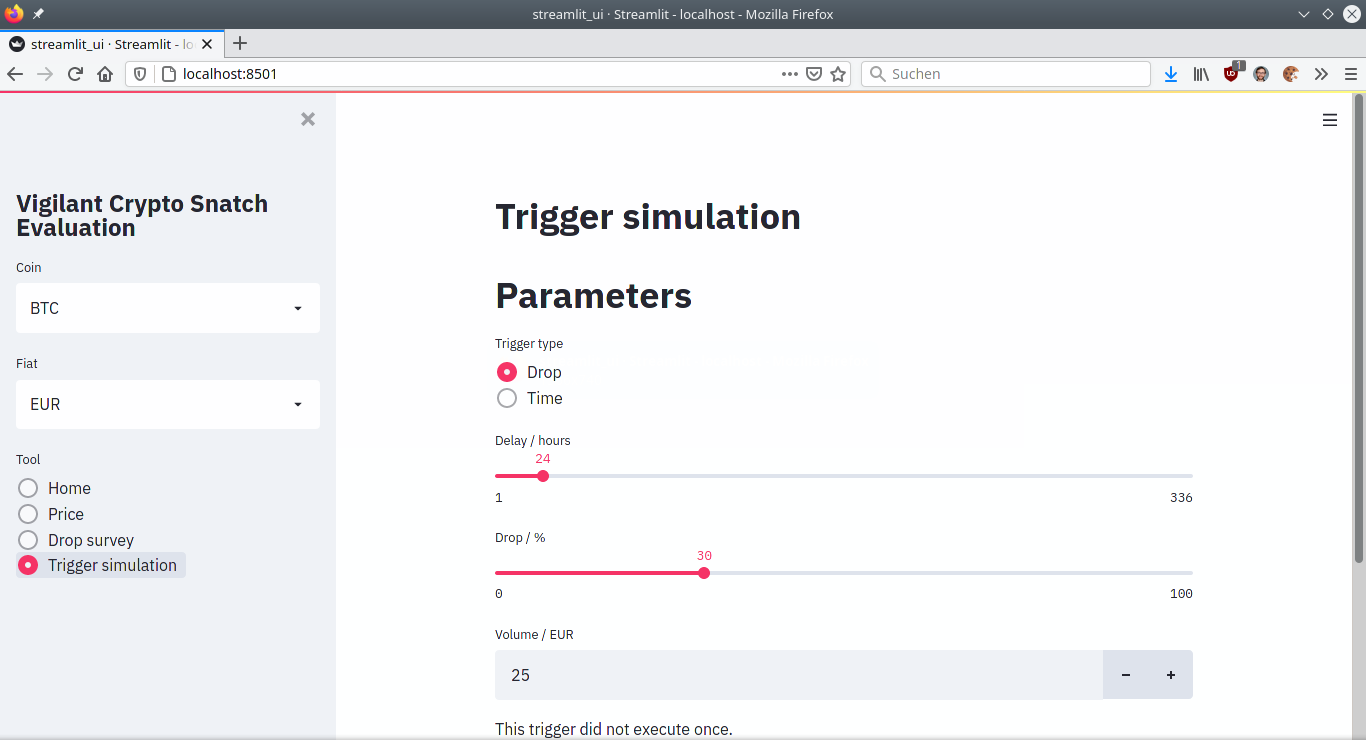 streamlit_ui · Streamlit - localhost - Mozilla Firefox
streamlit_ui · Streamlit - lo
localhost:8501
Suchen
1
Vigilant Crypto Snatch
Evaluation
Coin
BTC
Fiat
EUR
Tool
Home
Price
Drop survey
Trigger simulation
Trigger simulation
Parameters
Trigger type
Drop
Time
Delay / hours
24
1 336
Drop / %
30
0 100
Volume / EUR
25
- +
This trigger did not execute once.